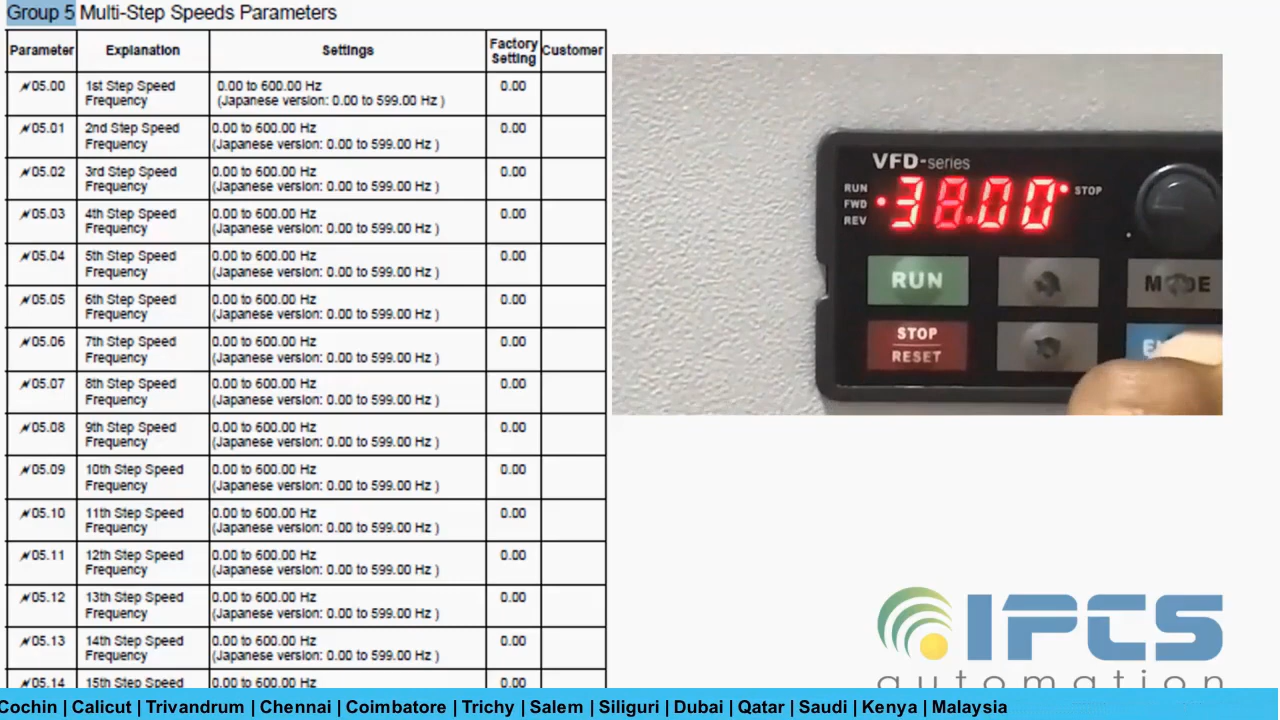 Group 5 Multi-Step Speeds Parameters
Parameter Explanation Settings Factory Setting Customer
05.00 1st Step Speed Frequency 0.00 to 600.00 Hz (Japanese version: 0.00 to 599.00 Hz ) 0.00
05.01 2nd Step Speed Frequency 0.00 to 600.00 Hz (Japanese version: 0.00 to 599.00 Hz ) 0.00
05.02 3rd Step Speed Frequency 0.00 to 600.00 Hz (Japanese version: 0.00 to 599.00 Hz ) 0.00
05.03 4th Step Speed Frequency 0.00 to 600.00 Hz (Japanese version: 0.00 to 599.00 Hz ) 0.00
05.04 5th Step Speed Frequency 0.00 to 600.00 Hz (Japanese version: 0.00 to 599.00 Hz ) 0.00
05.05 6th Step Speed Frequency 0.00 to 600.00 Hz (Japanese version: 0.00 to 599.00 Hz ) 0.00
05.06 7th Step Speed Frequency 0.00 to 600.00 Hz (Japanese version: 0.00 to 599.00 Hz ) 0.00
05.07 8th Step Speed Frequency 0.00 to 600.00 Hz (Japanese version: 0.00 to 599.00 Hz ) 0.00
05.08 9th Step Speed Frequency 0.00 to 600.00 Hz (Japanese version: 0.00 to 599.00 Hz ) 0.00
05.09 10th Step Speed Frequency 0.00 to 600.00 Hz (Japanese version: 0.00 to 599.00 Hz ) 0.00
05.10 11th Step Speed Frequency 0.00 to 600.00 Hz (Japanese version: 0.00 to 599.00 Hz ) 0.00
05.11 12th Step Speed Frequency 0.00 to 600.00 Hz (Japanese version: 0.00 to 599.00 Hz ) 0.00
05.12 13th Step Speed Frequency 0.00 to 600.00 Hz (Japanese version: 0.00 to 599.00 Hz ) 0.00
05.13 14th Step Speed Frequency 0.00 to 600.00 Hz (Japanese version: 0.00 to 599.00 Hz ) 0.00
05.14 15th Step Speed 0.00 to 600.00 Hz 0.00
VFD-series
RUN
FWD
REV
38.00
STOP
RUN
MODE
STOP
RESET
IPCS
automation
Cochin | Calicut | Trivandrum | Chennai | Coimbatore | Trichy | Salem | Siliguri | Dubai | Qatar | Saudi | Kenya | Malaysia